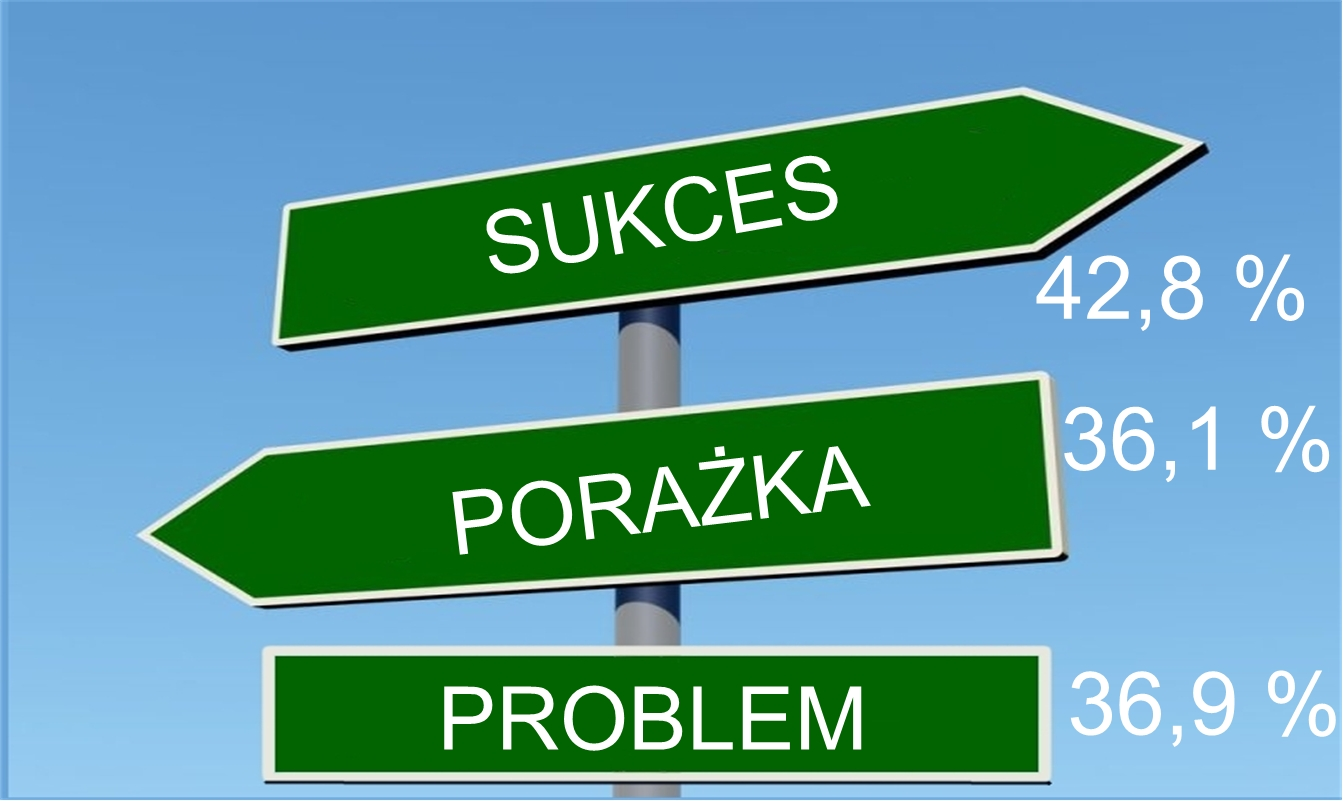 SUKCES
42,8 %
PORAŻKA
36,1 %
PROBLEM
36,9 %